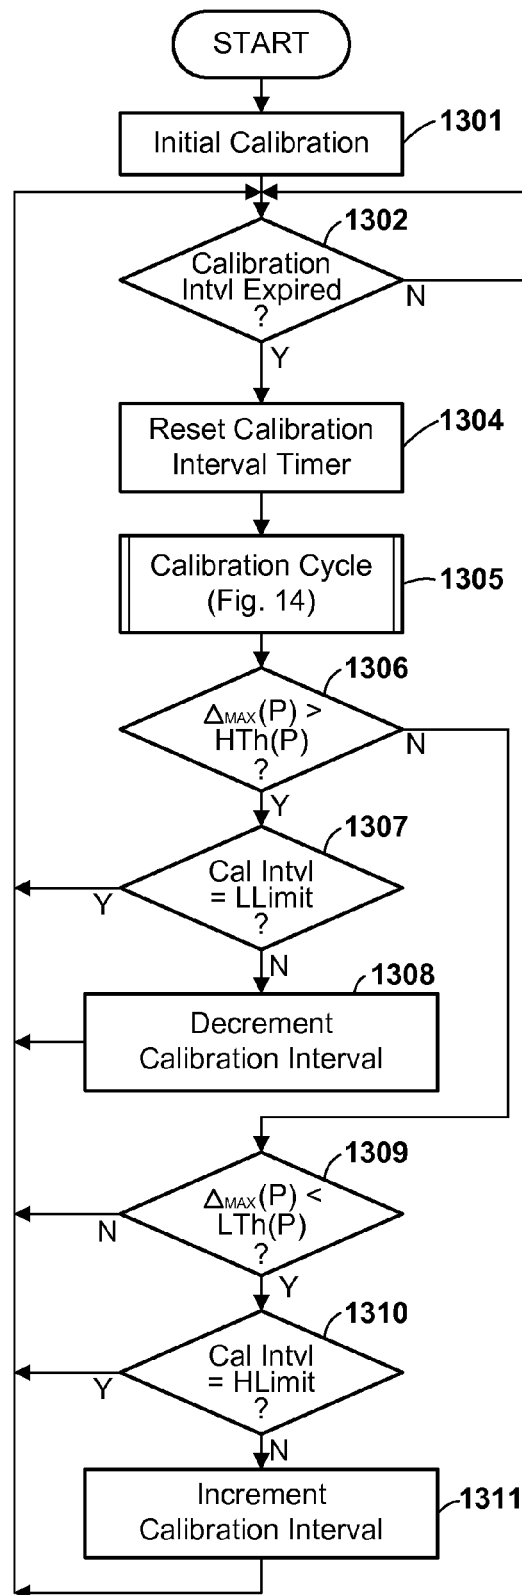 START
Initial Calibration
1301
1302
Calibration
Intvl Expired
?
N
Y
Reset Calibration
Interval Timer
1304
Calibration Cycle
(Fig. 14)
1305
1306
ΔMAX(P) >
HTh(P)
?
N
Y
1307
Cal Intvl
= LLimit
?
Y
N
1308
Decrement
Calibration Interval
1309
ΔMAX(P) <
LTh(P)
?
N
Y
1310
Cal Intvl
= HLimit
?
Y
N
Increment
Calibration Interval
1311